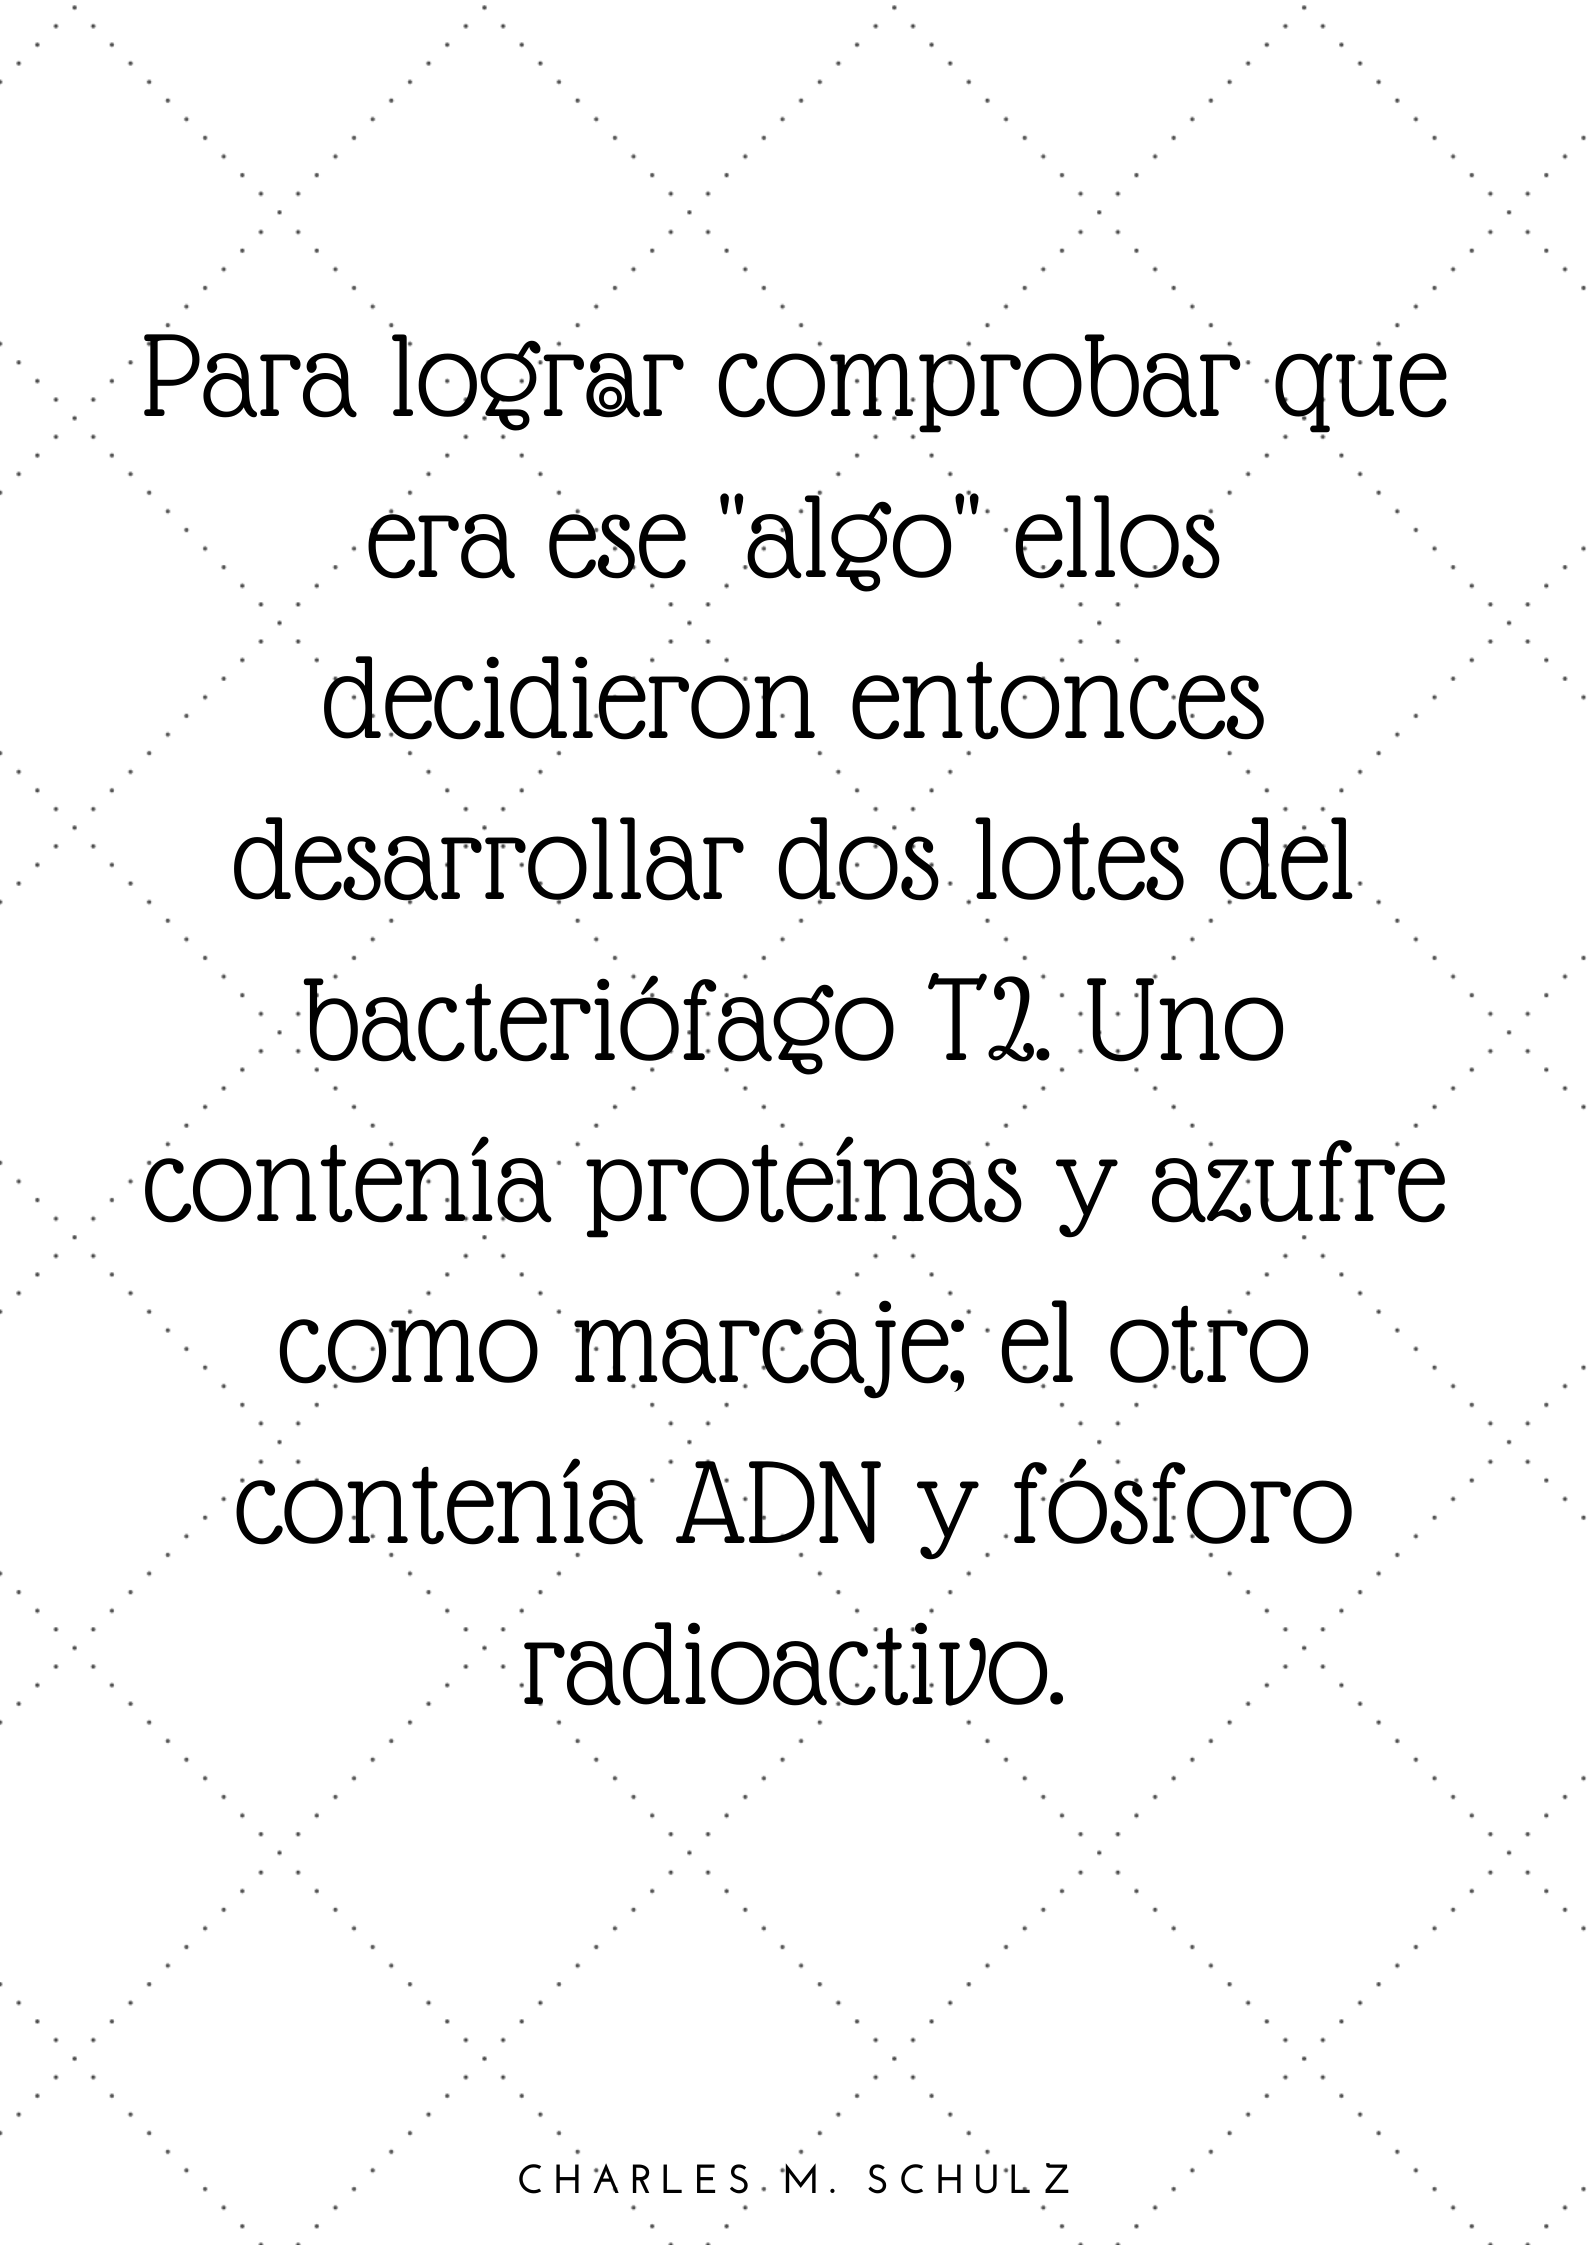 Para lograr comprobar que
era ese "algo" ellos
decidieron entonces
desarrollar dos lotes del
bacteriófago T2. Uno
contenía proteínas y azufre
como marcaje; el otro
contenía ADN y fósforo
radioactivo.
CHARLES M. SCHULZ